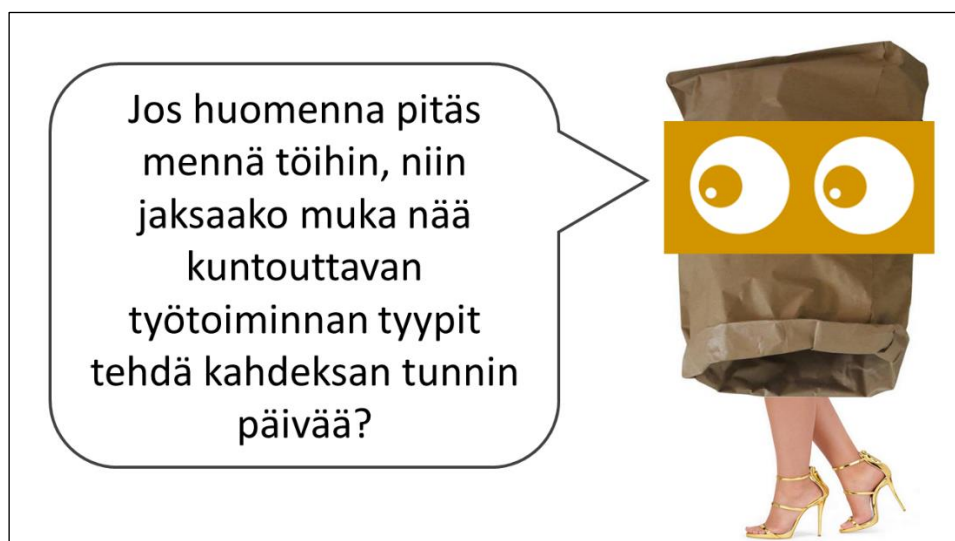 Jos huomenna pitäs
mennä töihin, niin
jaksaako muka nää
kuntouttavan
työtoiminnan tyypit
tehdä kahdeksan tunnin
päivää?